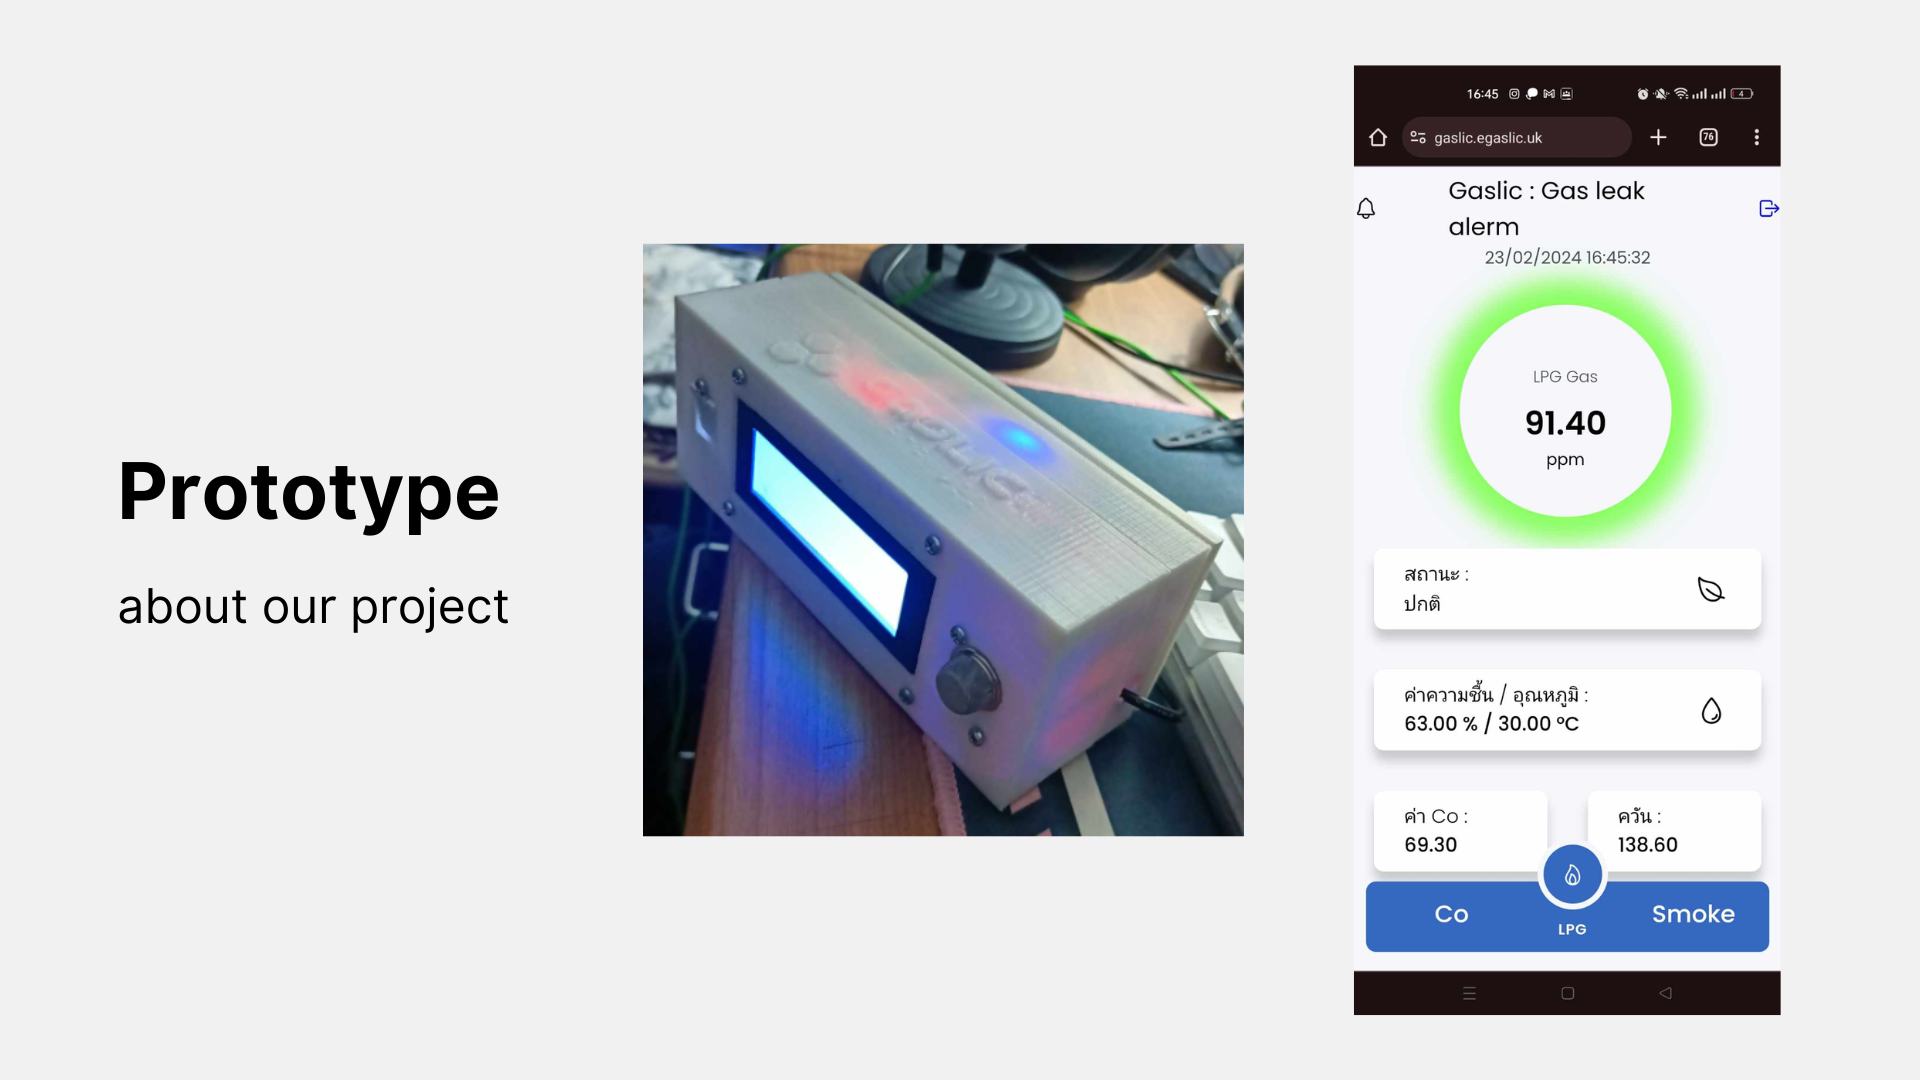 Prototype
about our project
16:45
4
gaslic.egaslic.uk
76
Gaslic : Gas leak
alerm
23/02/2024 16:45:32
LPG Gas
91.40
ppm
สถานะ :
ปกติ
ค่าความชื้น / อุณหภูมิ :
63.00 % / 30.00 °C
ค่า Co :
69.30
ควัน :
138.60
Co
LPG
Smoke